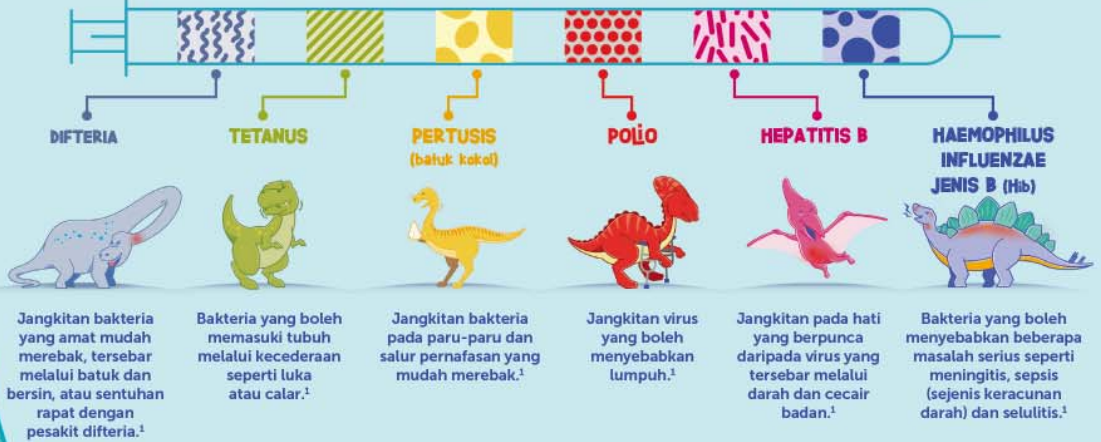 DIFTERIA
Jangkitan bakteria
yang amat mudah
merebak, tersebar
melalui batuk dan
bersin, atau sentuhan
rapat dengan
pesakit difteria.¹
TETANUS
Bakteria yang boleh
memasuki tubuh
melalui kecederaan
seperti luka
atau calar.¹
PERTUSIS
(batuk kokol)
Jangkitan bakteria
pada paru-paru dan
salur pernafasan yang
mudah merebak.¹
POLIO
Jangkitan virus
yang boleh
menyebabkan
lumpuh.¹
HEPATITIS B
Jangkitan pada hati
yang berpunca
daripada virus yang
tersebar melalui
darah dan cecair
badan.¹
HAEMOPHILUS
INFLUENZAE
JENIS B (Hib)
Bakteria yang boleh
menyebabkan beberapa
masalah serius seperti
meningitis, sepsis
(sejenis keracunan
darah) dan selulitis.¹